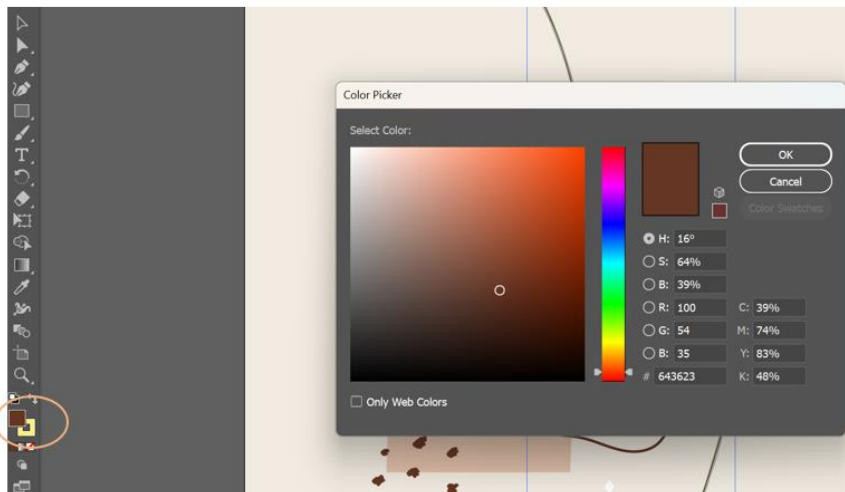 Color Picker
Select Color:
OK
Cancel
Color Swatches
H: 16°
S: 64%
B: 39%
R: 100 C: 39%
G: 54 M: 74%
B: 35 Y: 83%
# 643623 K: 48%
Only Web Colors